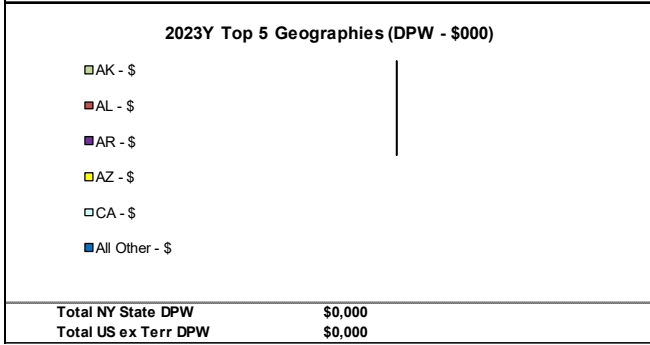 2023Y Top 5 Geographies (DPW - $000)
AK - $
AL - $
AR - $
AZ - $
CA - $
All Other - $
Total NY State DPW $0,000
Total US ex Terr DPW $0,000